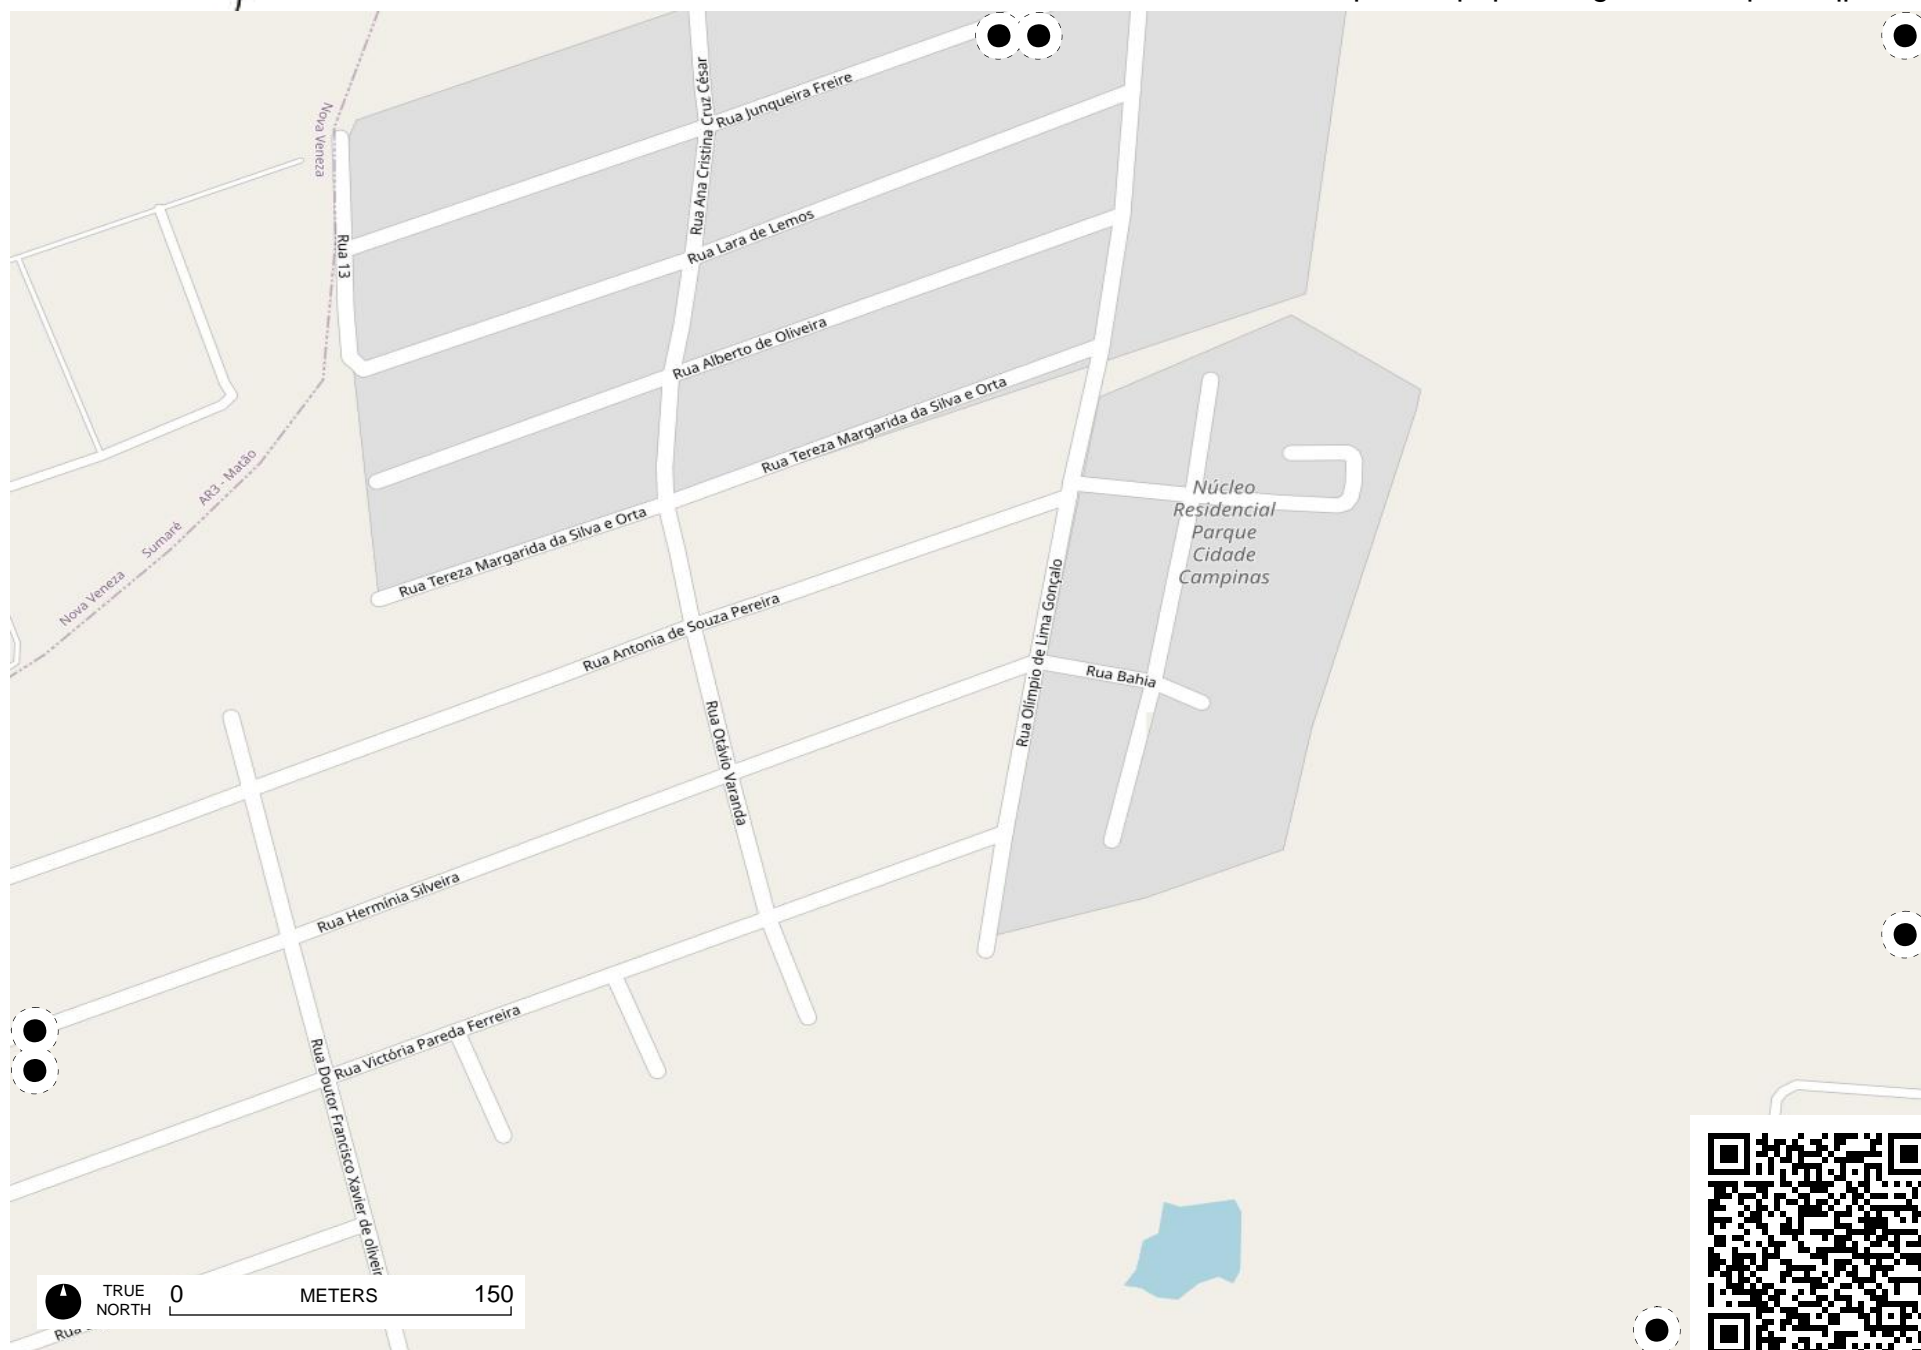 Rua Junqueira Freire
Rua Ana Cristina Cruz César
Nova Veneza
Rua 13
Rua Lara de Lemos
Rua Alberto de Oliveira
Rua Tereza Margarida da Silva e Orta
AR3 - Matão
Sumaré
Nova Veneza
Rua Tereza Margarida da Silva e Orta
Núcleo
Residencial
Parque
Cidade
Campinas
Rua Antonia de Souza Pereira
Rua Olímpio de Lima Gonçalo
Rua Bahia
Rua Otávio Varanda
Rua Hermínia Silveira
Rua Victória Pareda Ferreira
Rua Doutor Francisco Xavier de oliveir
TRUE
NORTH
0 METERS 150
Rua